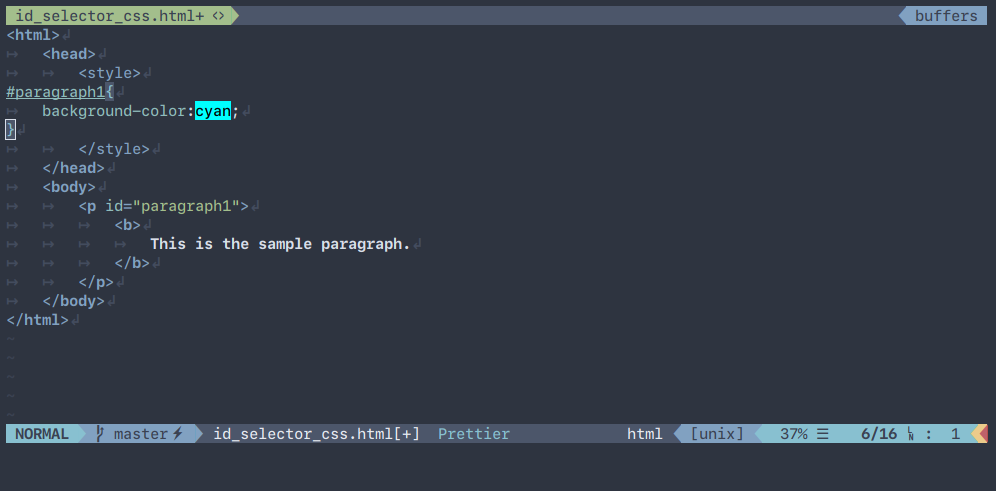 id_selector_css.html+ <> buffers
<html>
<head>
<style>
#paragraph1{
background-color:cyan;
}
</style>
</head>
<body>
<p id="paragraph1">
<b>
This is the sample paragraph.
</b>
</p>
</body>
</html>
~
~
~
~
~
NORMAL master⚡ id_selector_css.html[+] Prettier html [unix] 37% ☰ 6/16 ㏑ : 1